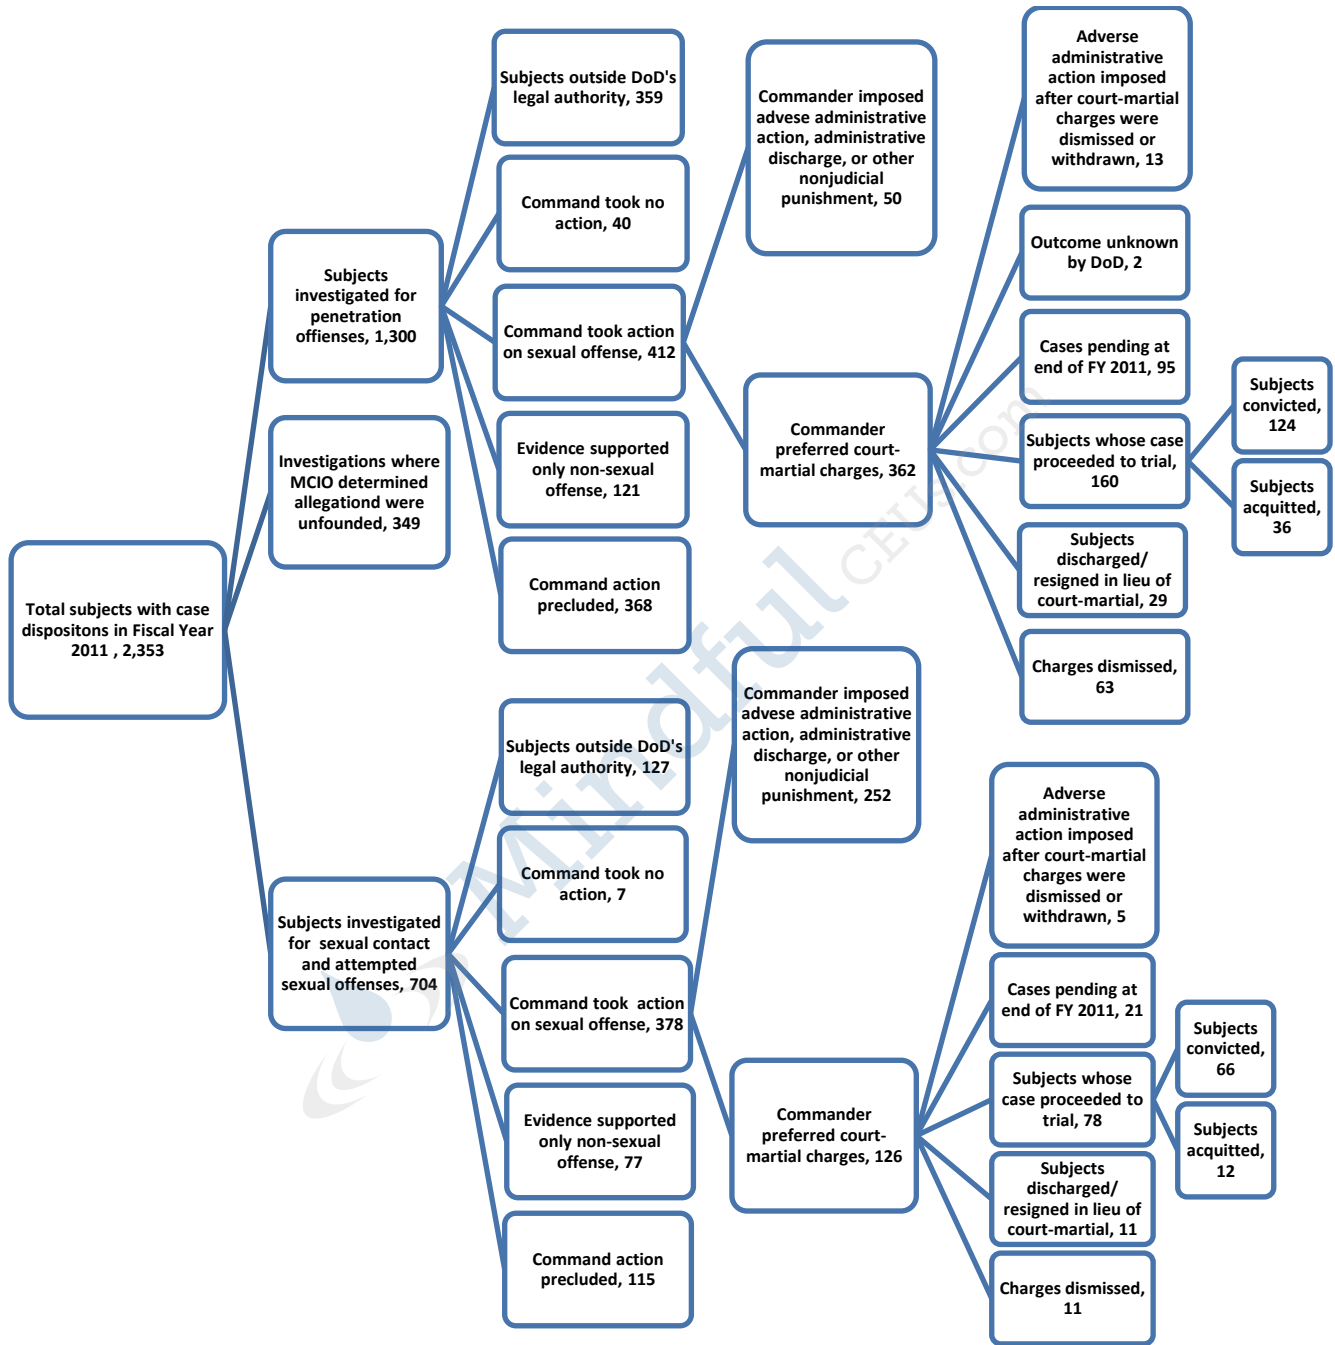 Total subjects with case
dispositons in Fiscal Year
2011 , 2,353
Subjects
investigated for
penetration
offienses, 1,300
Investigations where
MCIO determined
allegationd were
unfounded, 349
Subjects investigated
for sexual contact
and attempted
sexual offenses, 704
Subjects outside DoD's
legal authority, 359
Command took no
action, 40
Command took action
on sexual offense, 412
Evidence supported
only non-sexual
offense, 121
Command action
precluded, 368
Commander imposed
advese administrative
action, administrative
discharge, or other
nonjudicial
punishment, 50
Commander
preferred court-
martial charges, 362
Adverse
administrative
action imposed
after court-martial
charges were
dismissed or
withdrawn, 13
Outcome unknown
by DoD, 2
Cases pending at
end of FY 2011, 95
Subjects whose case
proceeded to trial,
160
Subjects
discharged/
resigned in lieu of
court-martial, 29
Charges dismissed,
63
Subjects
convicted,
124
Subjects
acquitted,
36
Subjects outside DoD's
legal authority, 127
Command took no
action, 7
Command took  action
on sexual offense, 378
Evidence supported
only non-sexual
offense, 77
Command action
precluded, 115
Commander imposed
advese administrative
action, administrative
discharge, or other
nonjudicial
punishment, 252
Commander
preferred court-
martial charges, 126
Adverse
administrative
action imposed
after court-martial
charges were
dismissed or
withdrawn, 5
Cases pending at
end of FY 2011, 21
Subjects whose
case proceeded to
trial, 78
Subjects
discharged/
resigned in lieu of
court-martial, 11
Charges dismissed,
11
Subjects
convicted,
66
Subjects
acquitted,
12
Mindful CEUs.com